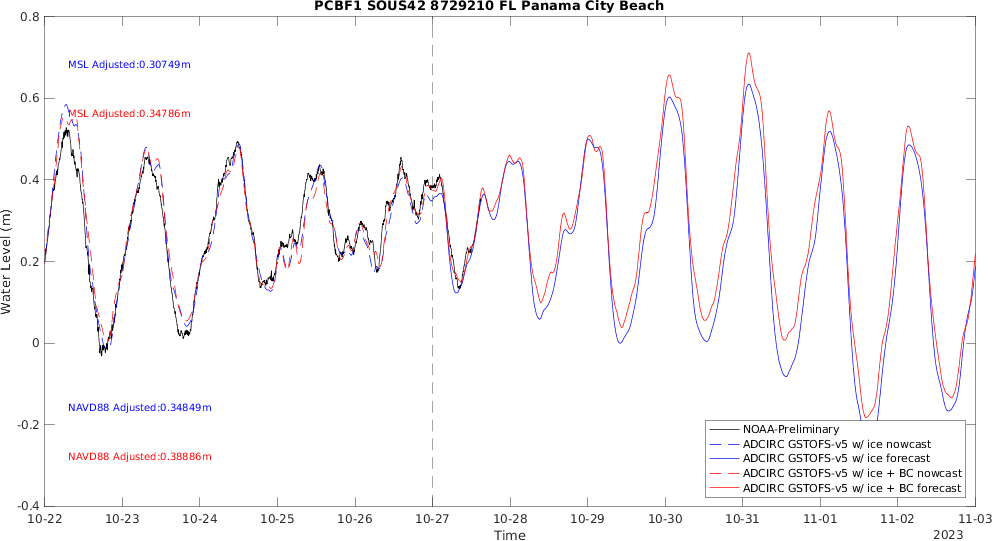 PCBF1 SOUS42 8729210 FL Panama City Beach
0.8
0.6
0.4
0.2
0
-0.2
-0.4
Water Level (m)
MSL Adjusted:0.30749m
MSL Adjusted:0.34786m
NAVD88 Adjusted:0.34849m
NAVD88 Adjusted:0.38886m
NOAA-Preliminary
ADCIRC GSTOFS-v5 w/ ice nowcast
ADCIRC GSTOFS-v5 w/ ice forecast
ADCIRC GSTOFS-v5 w/ ice + BC nowcast
ADCIRC GSTOFS-v5 w/ ice + BC forecast
10-22 10-23 10-24 10-25 10-26 10-27 10-28 10-29 10-30 10-31 11-01 11-02 11-03
Time
2023